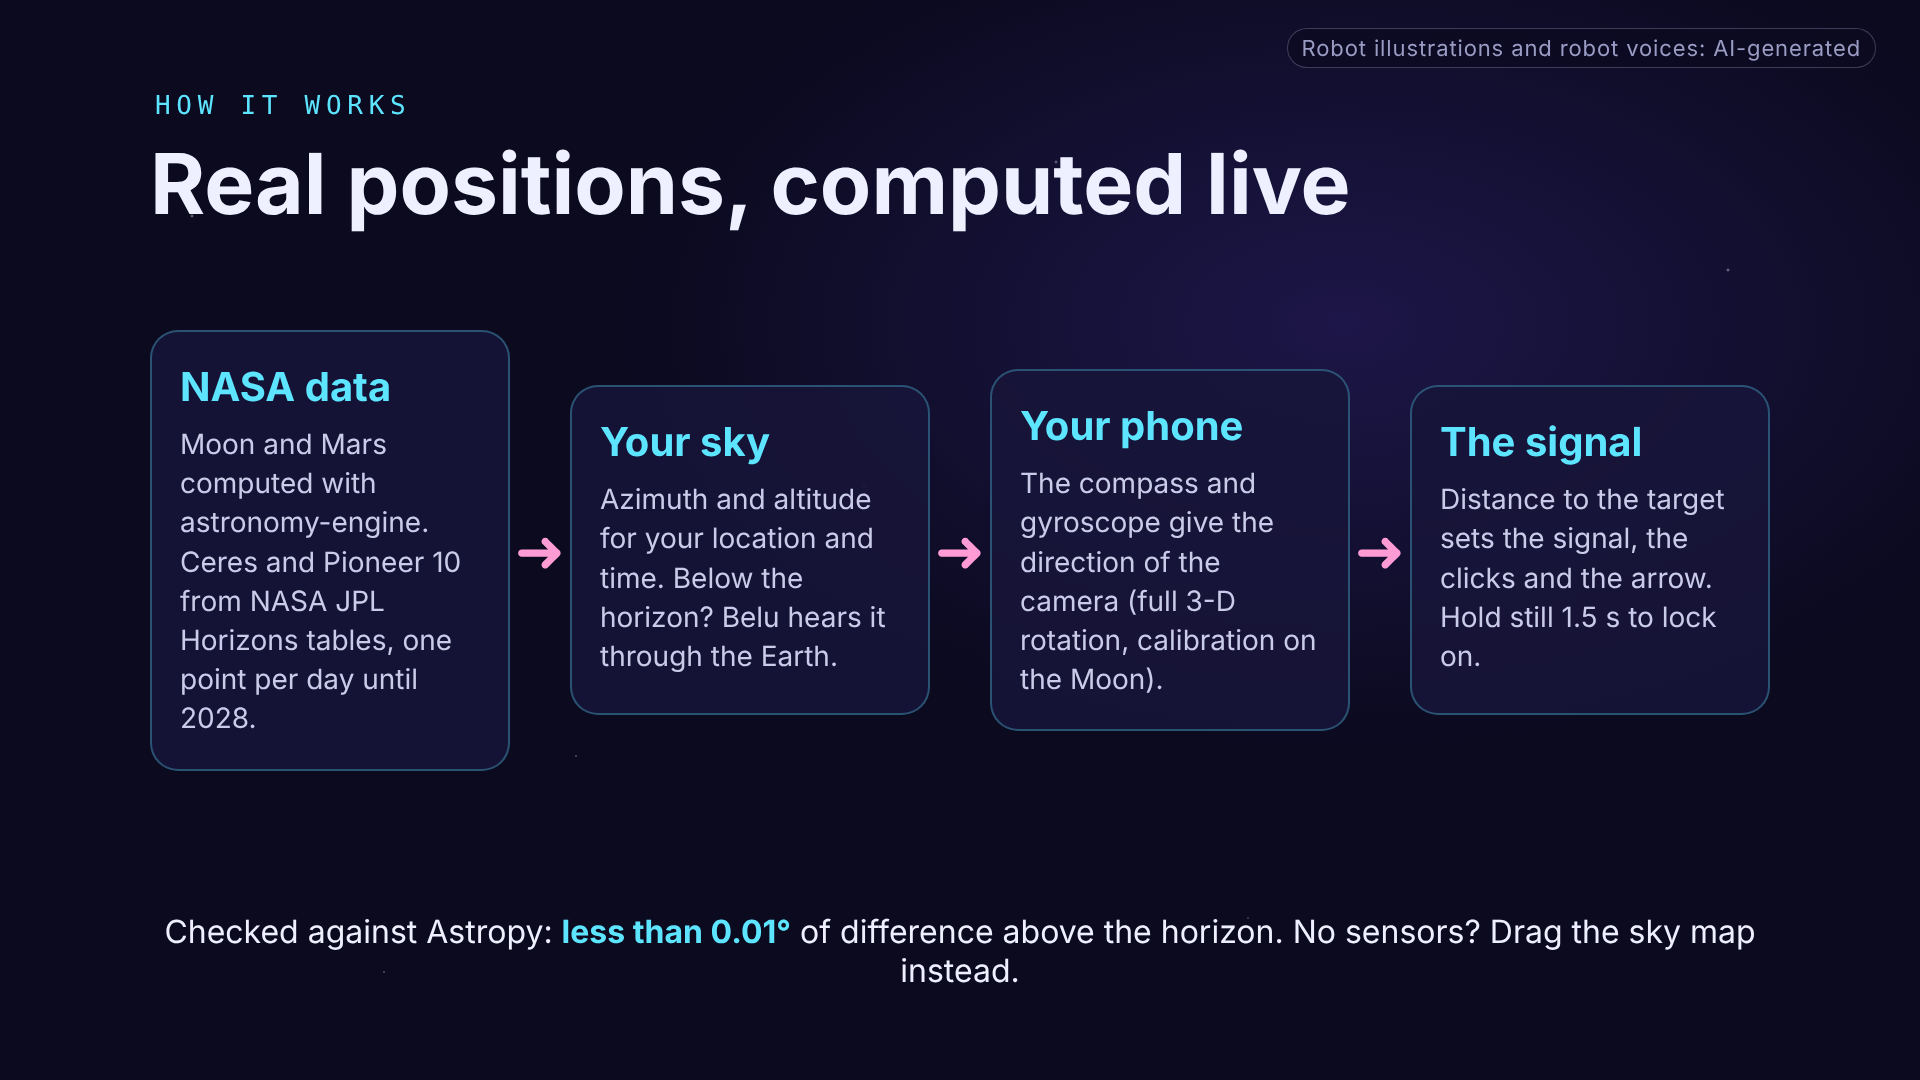 Robot illustrations and robot voices: AI-generated
HOW IT WORKS
Real positions, computed live
NASA data
Moon and Mars
computed with
astronomy-engine.
Ceres and Pioneer 10
from NASA JPL
Horizons tables, one
point per day until
2028.
Your sky
Azimuth and altitude
for your location and
time. Below the
horizon? Belu hears it
through the Earth.
Your phone
The compass and
gyroscope give the
direction of the
camera (full 3-D
rotation, calibration on
the Moon).
The signal
Distance to the target
sets the signal, the
clicks and the arrow.
Hold still 1.5 s to lock
on.
Checked against Astropy: less than 0.01° of difference above the horizon. No sensors? Drag the sky map
instead.